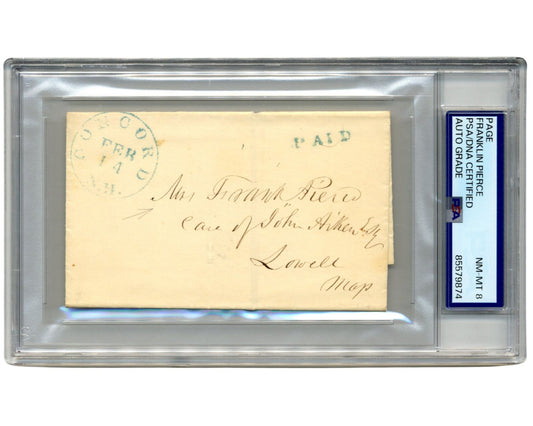 CONCORD
FEB
14
N.H.
PAID
Mrs Frank Pierce
Care of John Aiken Esq
Lowell
Mass
PAGE
FRANKLIN PIERCE
PSA/DNA CERTIFIED
AUTO GRADE
NM-MT 8
PSA
85579874